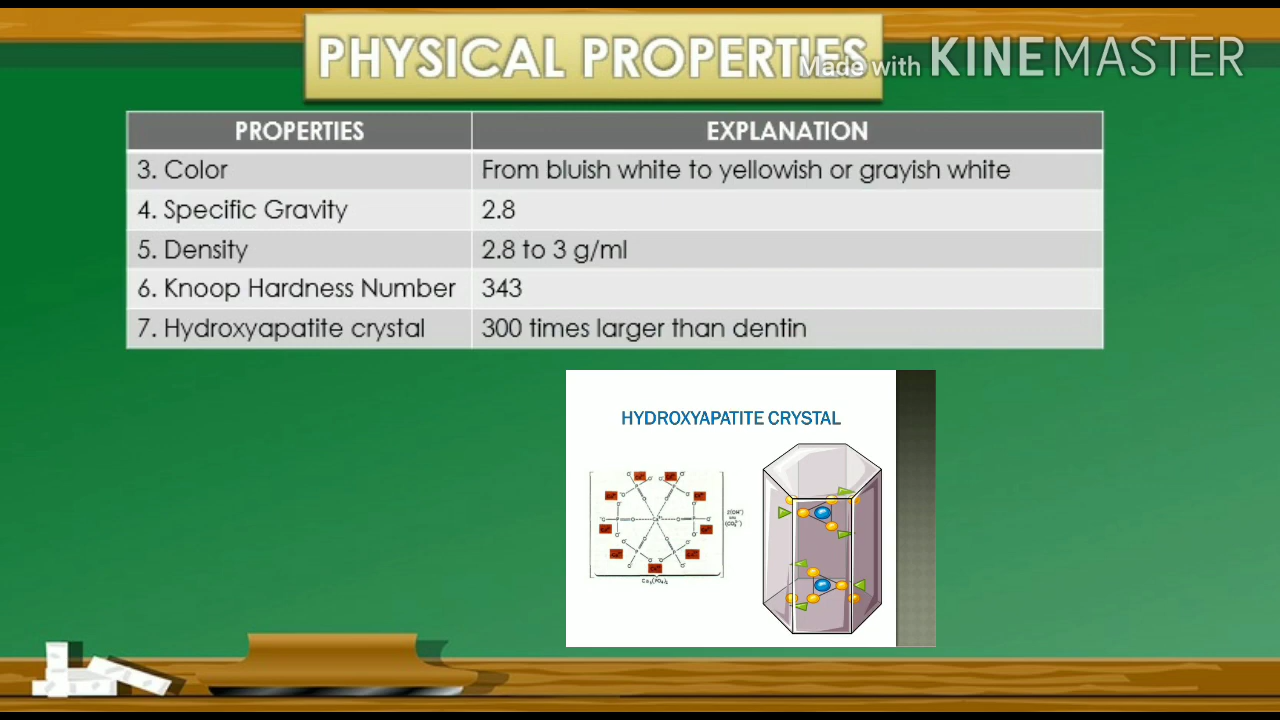 PHYSICAL PROPERTIES
Made with KINEMASTER
PROPERTIES EXPLANATION
3. Color From bluish white to yellowish or grayish white
4. Specific Gravity 2.8
5. Density 2.8 to 3 g/ml
6. Knoop Hardness Number 343
7. Hydroxyapatite crystal 300 times larger than dentin
HYDROXYAPATITE CRYSTAL